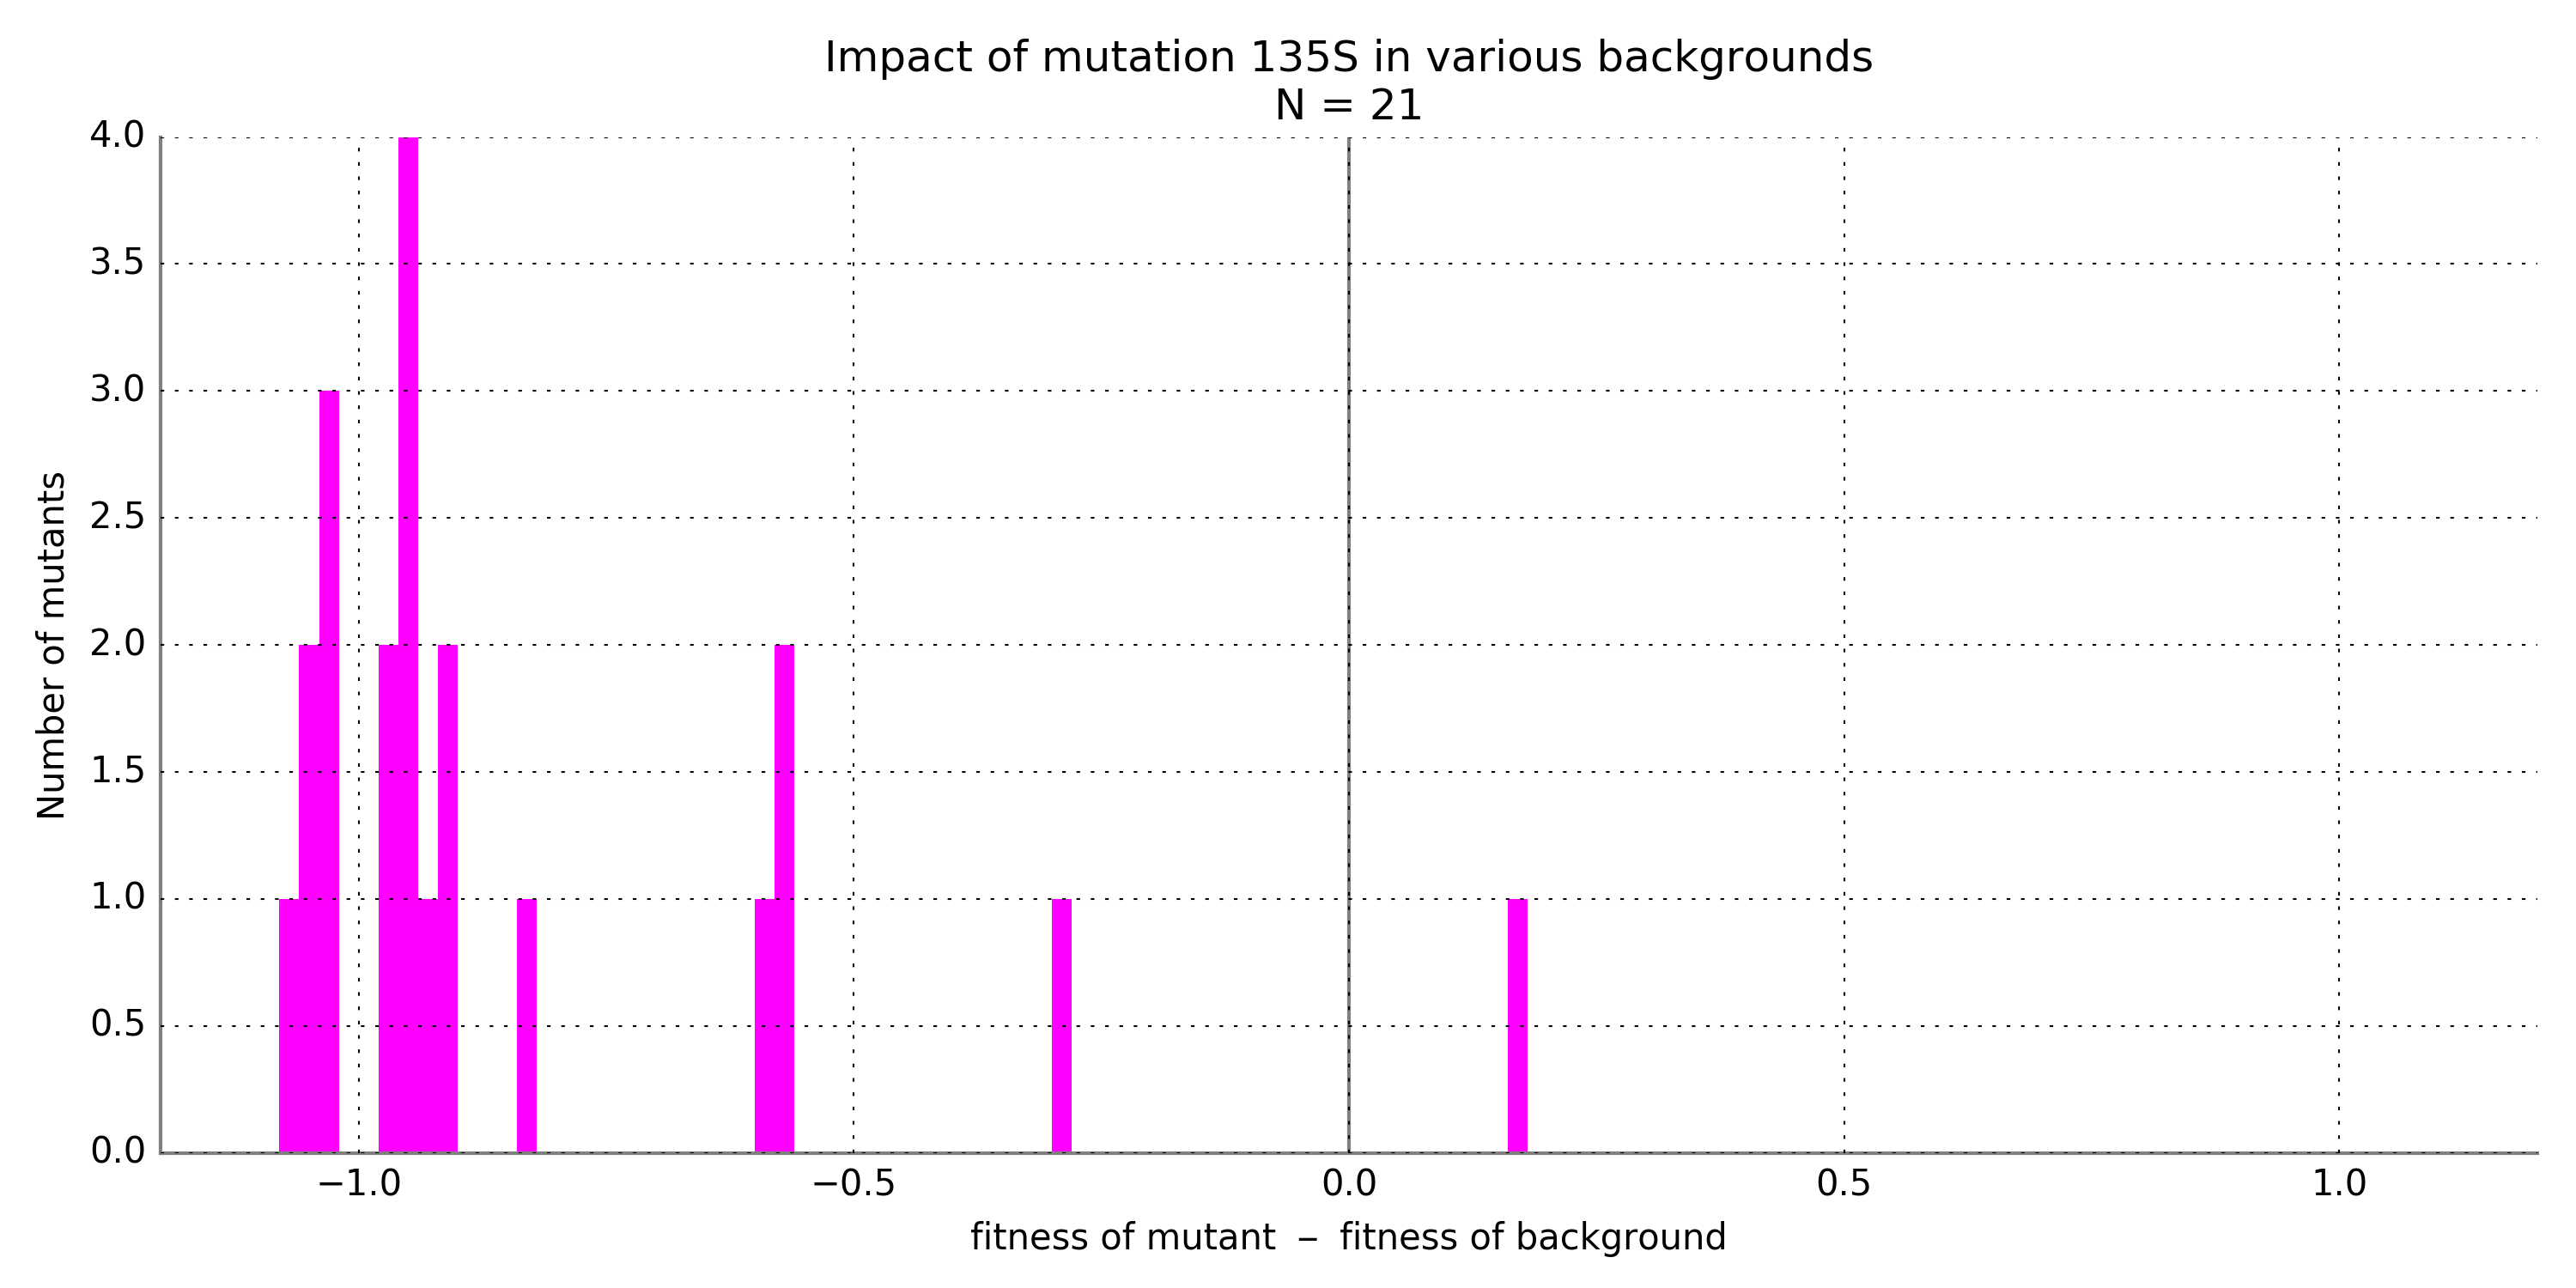 Impact of mutation 135S in various backgrounds
N = 21
4.0
3.5
3.0
2.5
2.0
1.5
1.0
0.5
0.0
Number of mutants
−1.0 −0.5 0.0 0.5 1.0
fitness of mutant − fitness of background